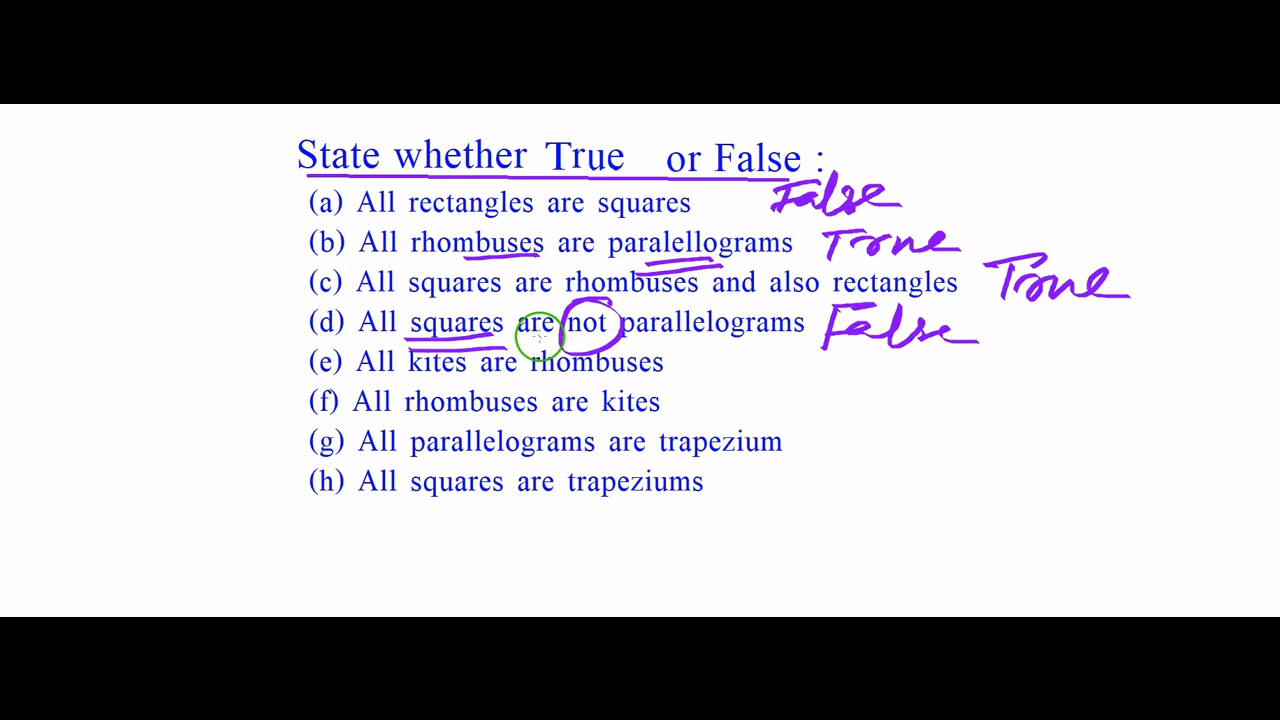 State whether True or False :
(a) All rectangles are squares False
(b) All rhombuses are paralellograms True
(c) All squares are rhombuses and also rectangles True
(d) All squares are not parallelograms False
(e) All kites are rhombuses
(f) All rhombuses are kites
(g) All parallelograms are trapezium
(h) All squares are trapeziums